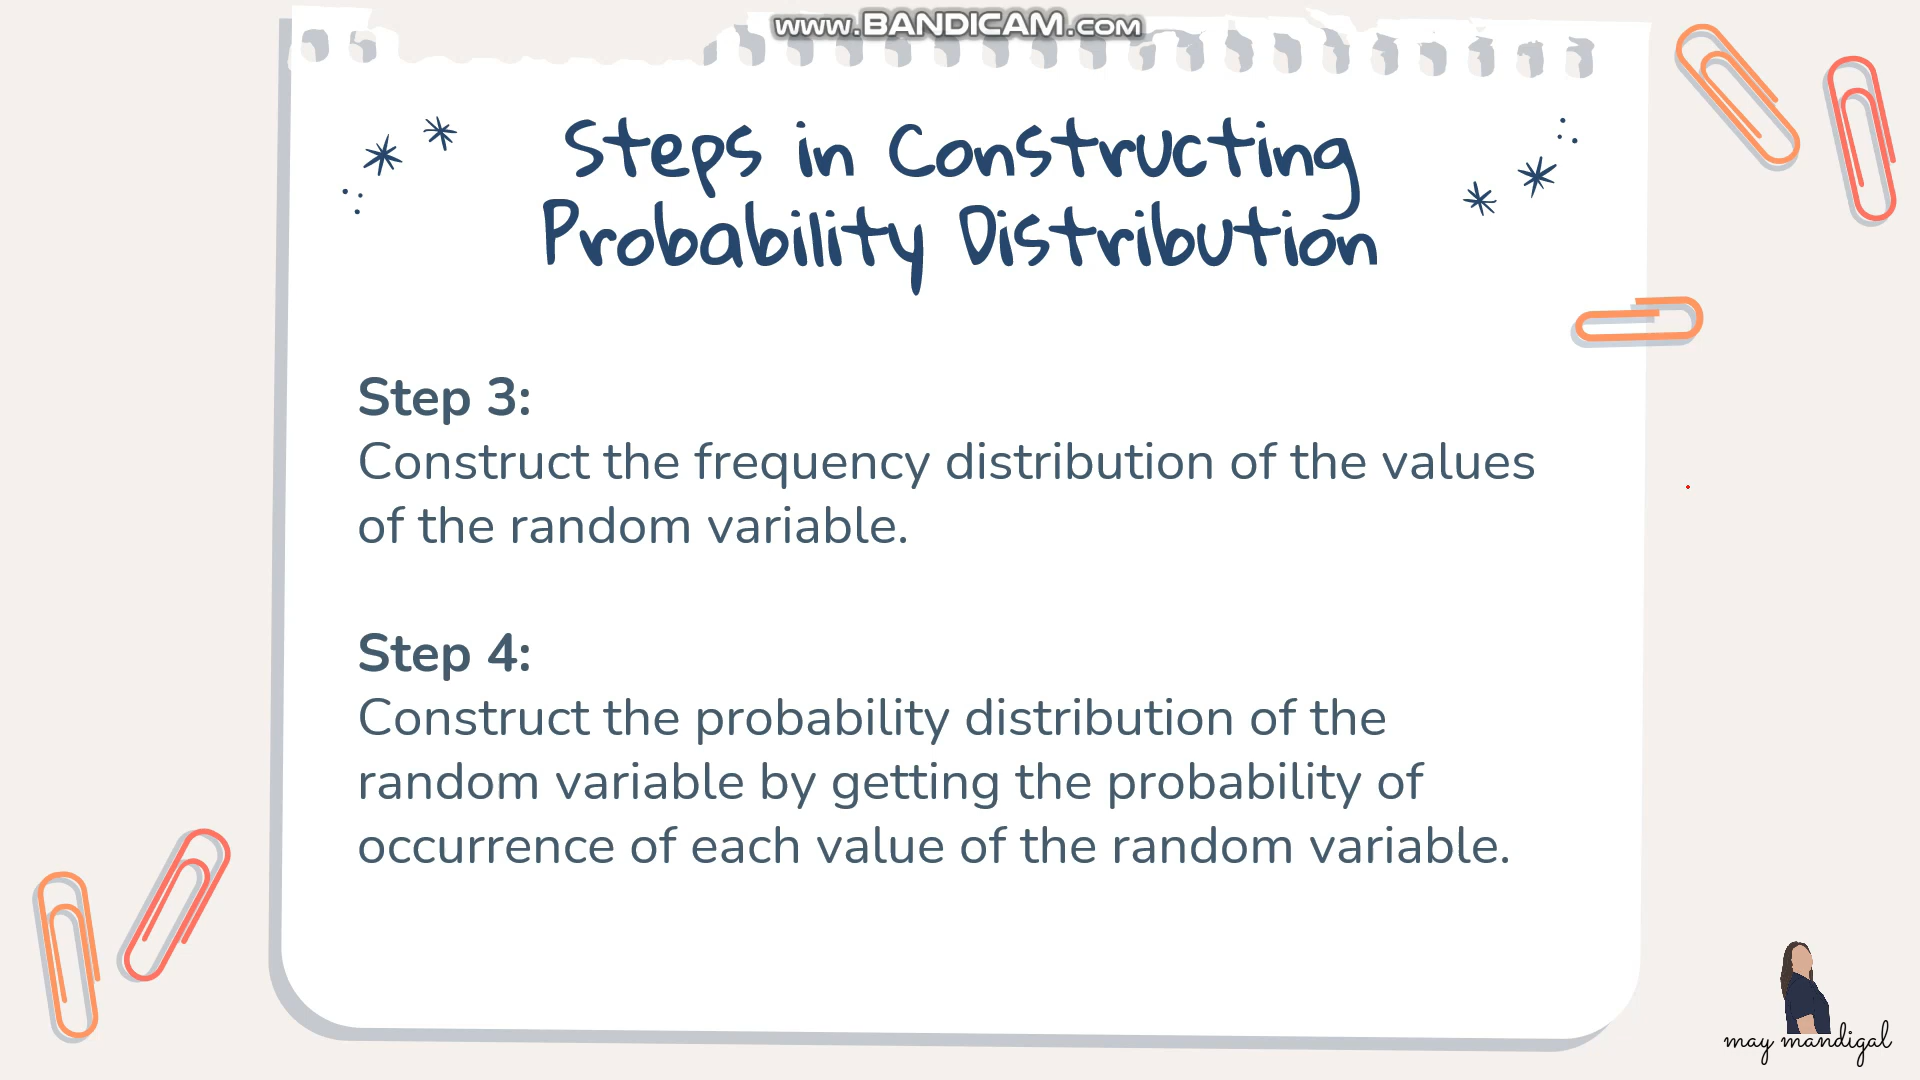 www.BANDICAM.com
Steps in Constructing
Probability Distribution
Step 3:
Construct the frequency distribution of the values
of the random variable.
Step 4:
Construct the probability distribution of the
random variable by getting the probability of
occurrence of each value of the random variable.
may mandigal